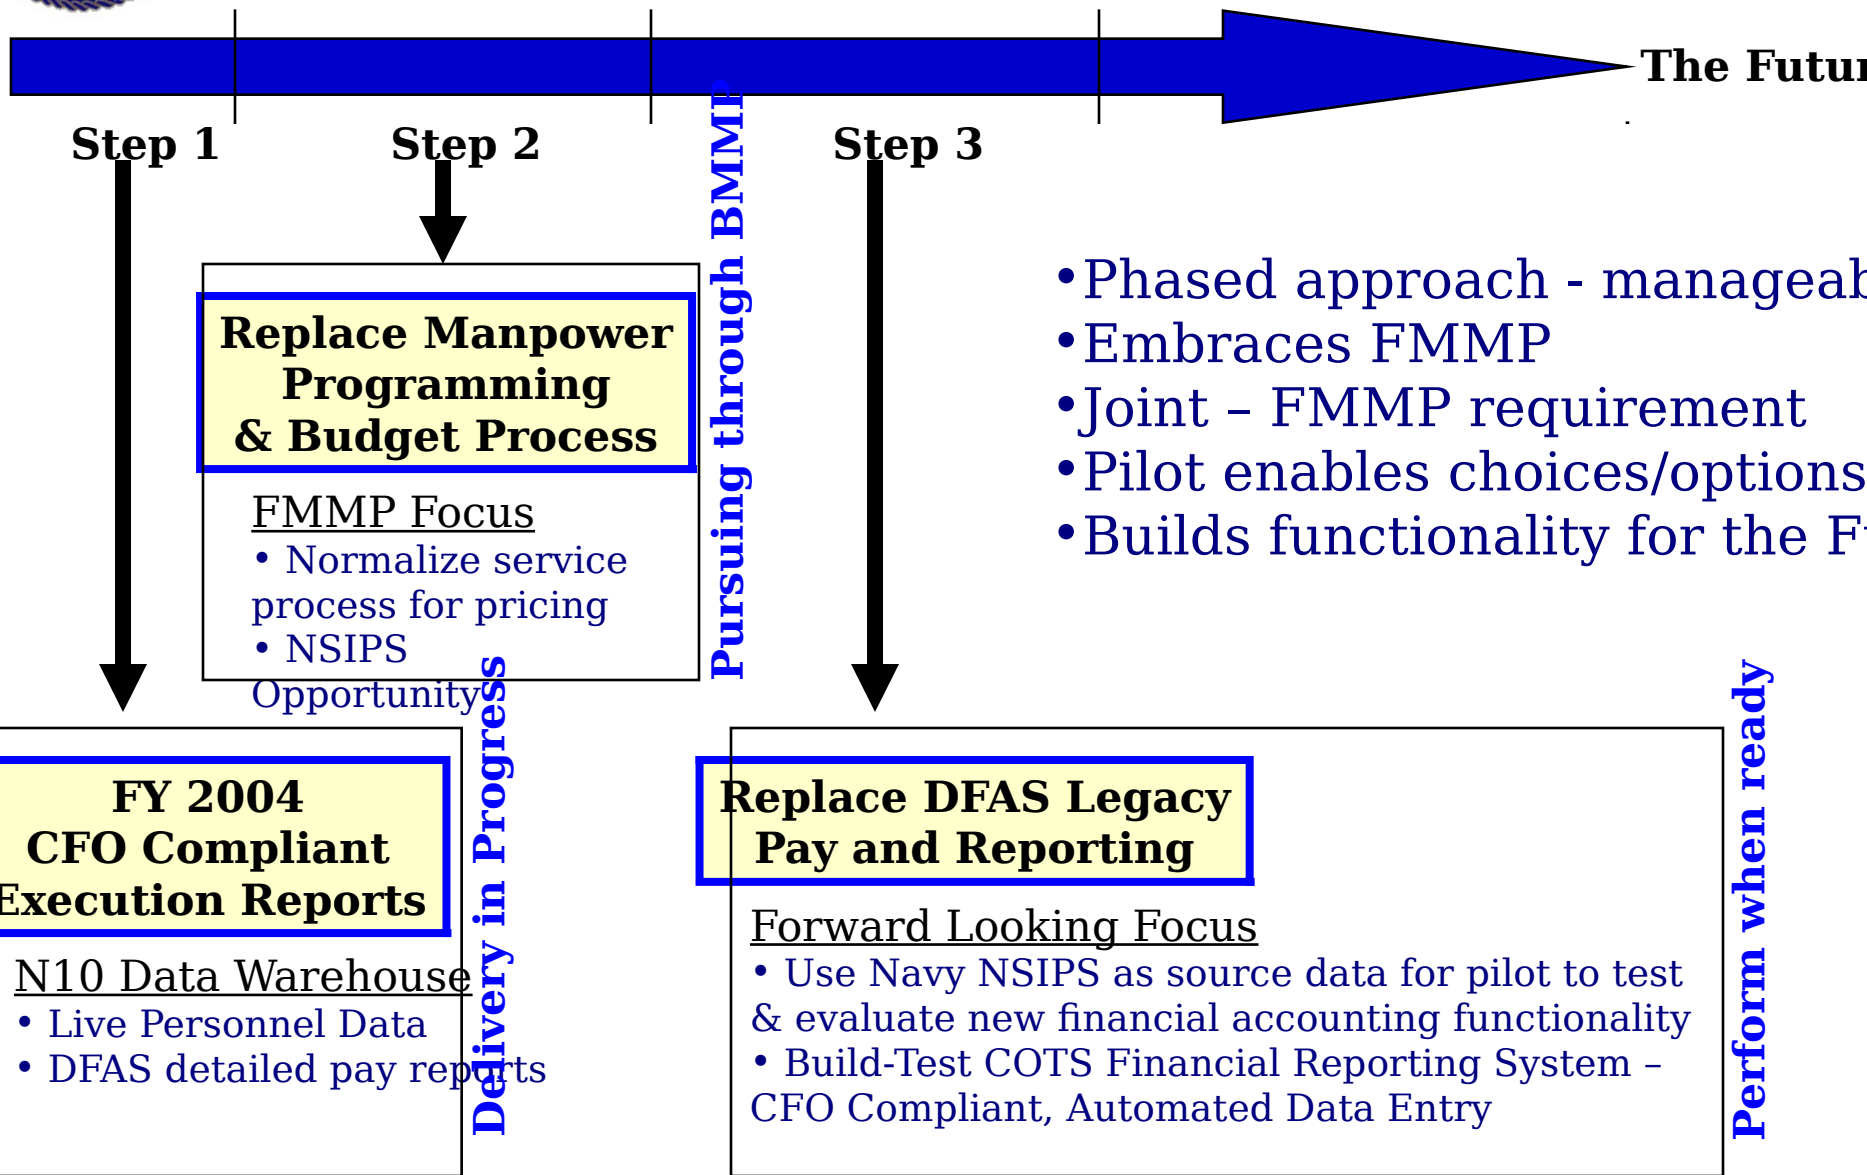 The
Step 1
Step 2
Step 3
Pursuing through BMMP
Replace Manpower
Programming
& Budget Process
FMMP Focus
• Normalize service
process for pricing
• NSIPS
Opportunity
•Phased approach -
•Embraces FMMP
•Joint – FMMP requirement
•Pilot enables choices/options
•Builds functionality for the
FY 2004
CFO Compliant
Execution Reports
N10 Data Warehouse
• Live Personnel Data
• DFAS detailed pay reports
Delivery in Progress
Replace DFAS Legacy
Pay and Reporting
Forward Looking Focus
• Use Navy NSIPS as source data for pilot to test
& evaluate new financial accounting functionality
• Build-Test COTS Financial Reporting System –
CFO Compliant, Automated Data Entry
Perform when ready